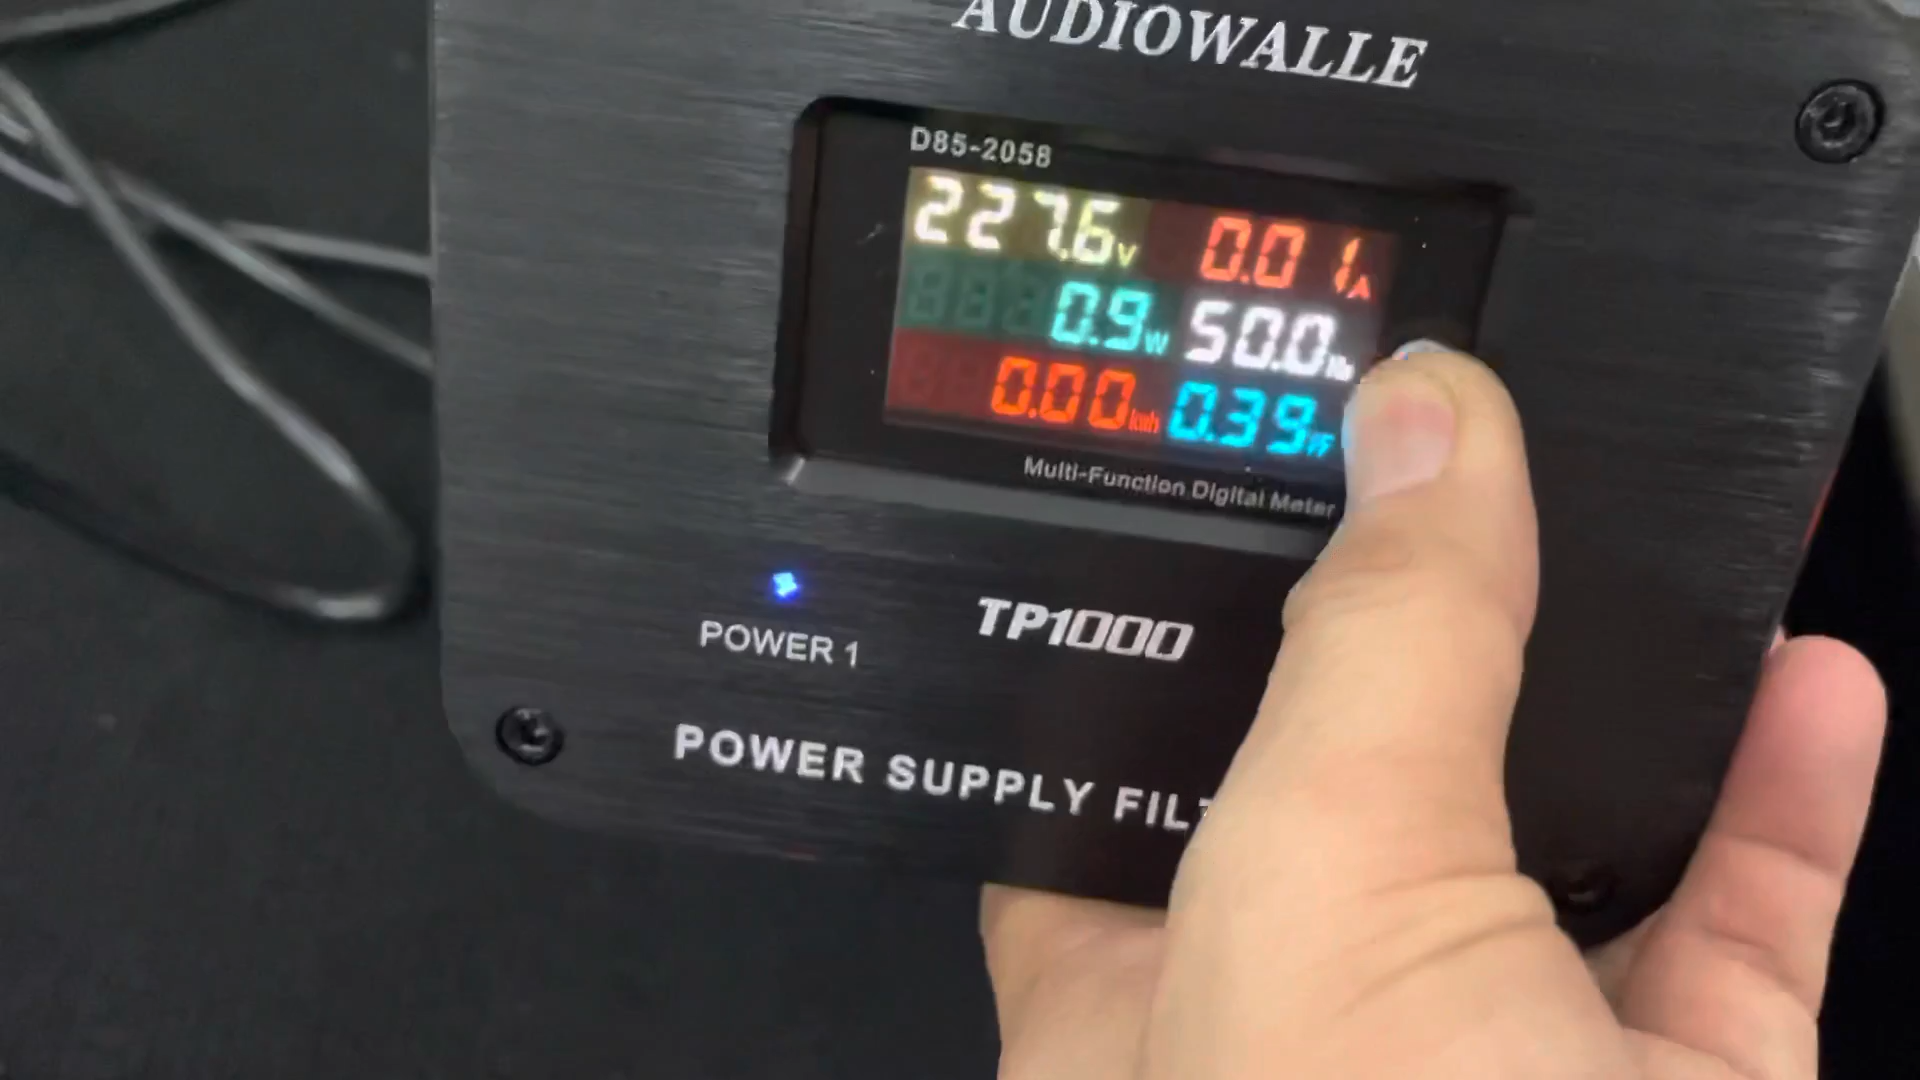 AUDIOWALLE
D85-2058
227.6V 0.01A
0.9W 50.0Hz
0.00kwh 0.39PF
Multi-Function Digital Meter
POWER 1
TP1000
POWER SUPPLY FILT